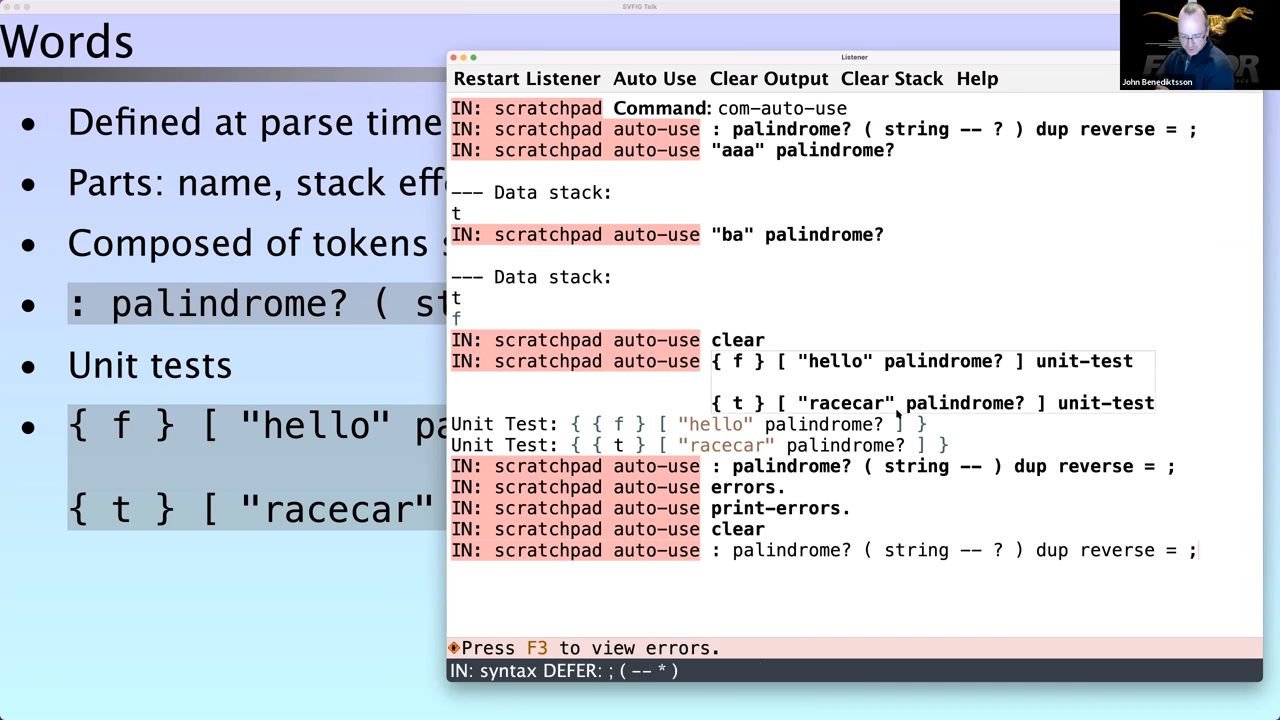 SVFIG Talk
Words
• Defined at parse time
• Parts: name, stack eff
• Composed of tokens
• : palindrome? ( st
• Unit tests
• { f } [ "hello" pa
{ t } [ "racecar"
Listener
Restart Listener Auto Use Clear Output Clear Stack Help
IN: scratchpad Command: com-auto-use
IN: scratchpad auto-use : palindrome? ( string -- ? ) dup reverse = ;
IN: scratchpad auto-use "aaa" palindrome?
--- Data stack:
t
IN: scratchpad auto-use "ba" palindrome?
--- Data stack:
t
f
IN: scratchpad auto-use clear
IN: scratchpad auto-use { f } [ "hello" palindrome? ] unit-test
{ t } [ "racecar" palindrome? ] unit-test
Unit Test: { { f } [ "hello" palindrome? ] }
Unit Test: { { t } [ "racecar" palindrome? ] }
IN: scratchpad auto-use : palindrome? ( string -- ) dup reverse = ;
IN: scratchpad auto-use errors.
IN: scratchpad auto-use print-errors.
IN: scratchpad auto-use clear
IN: scratchpad auto-use : palindrome? ( string -- ? ) dup reverse = ;
Press F3 to view errors.
IN: syntax DEFER: ; ( -- * )
John Benediktsson